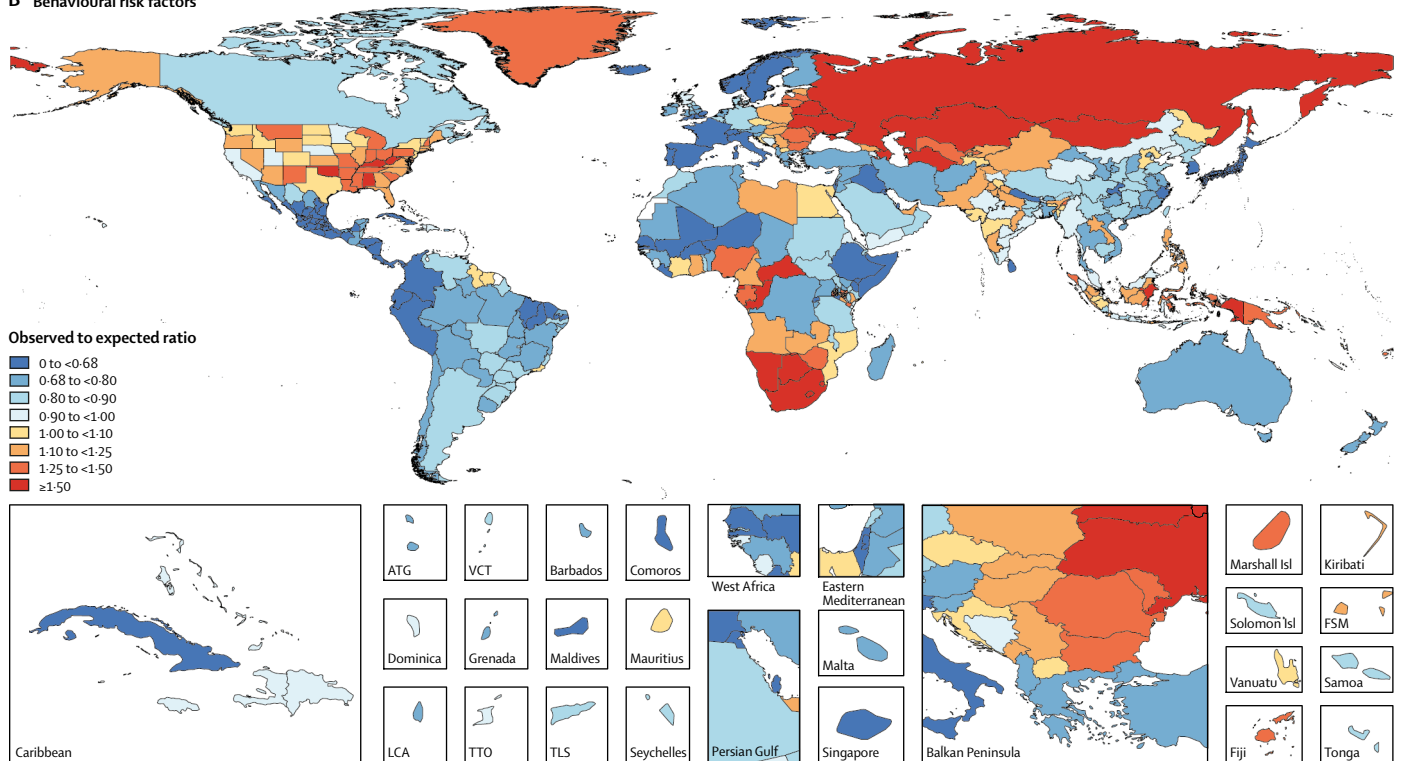 B Behavioural risk factors
Observed to expected ratio
0 to <0·68
0·68 to <0·80
0·80 to <0·90
0·90 to <1·00
1·00 to <1·10
1·10 to <1·25
1·25 to <1·50
≥1·50
Caribbean
ATG
VCT
Barbados
Comoros
Dominica
Grenada
Maldives
Mauritius
LCA
TTO
TLS
Seychelles
West Africa
Eastern
Mediterranean
Persian Gulf
Malta
Singapore
Balkan Peninsula
Marshall Isl
Kiribati
Solomon Isl
FSM
Vanuatu
Samoa
Fiji
Tonga